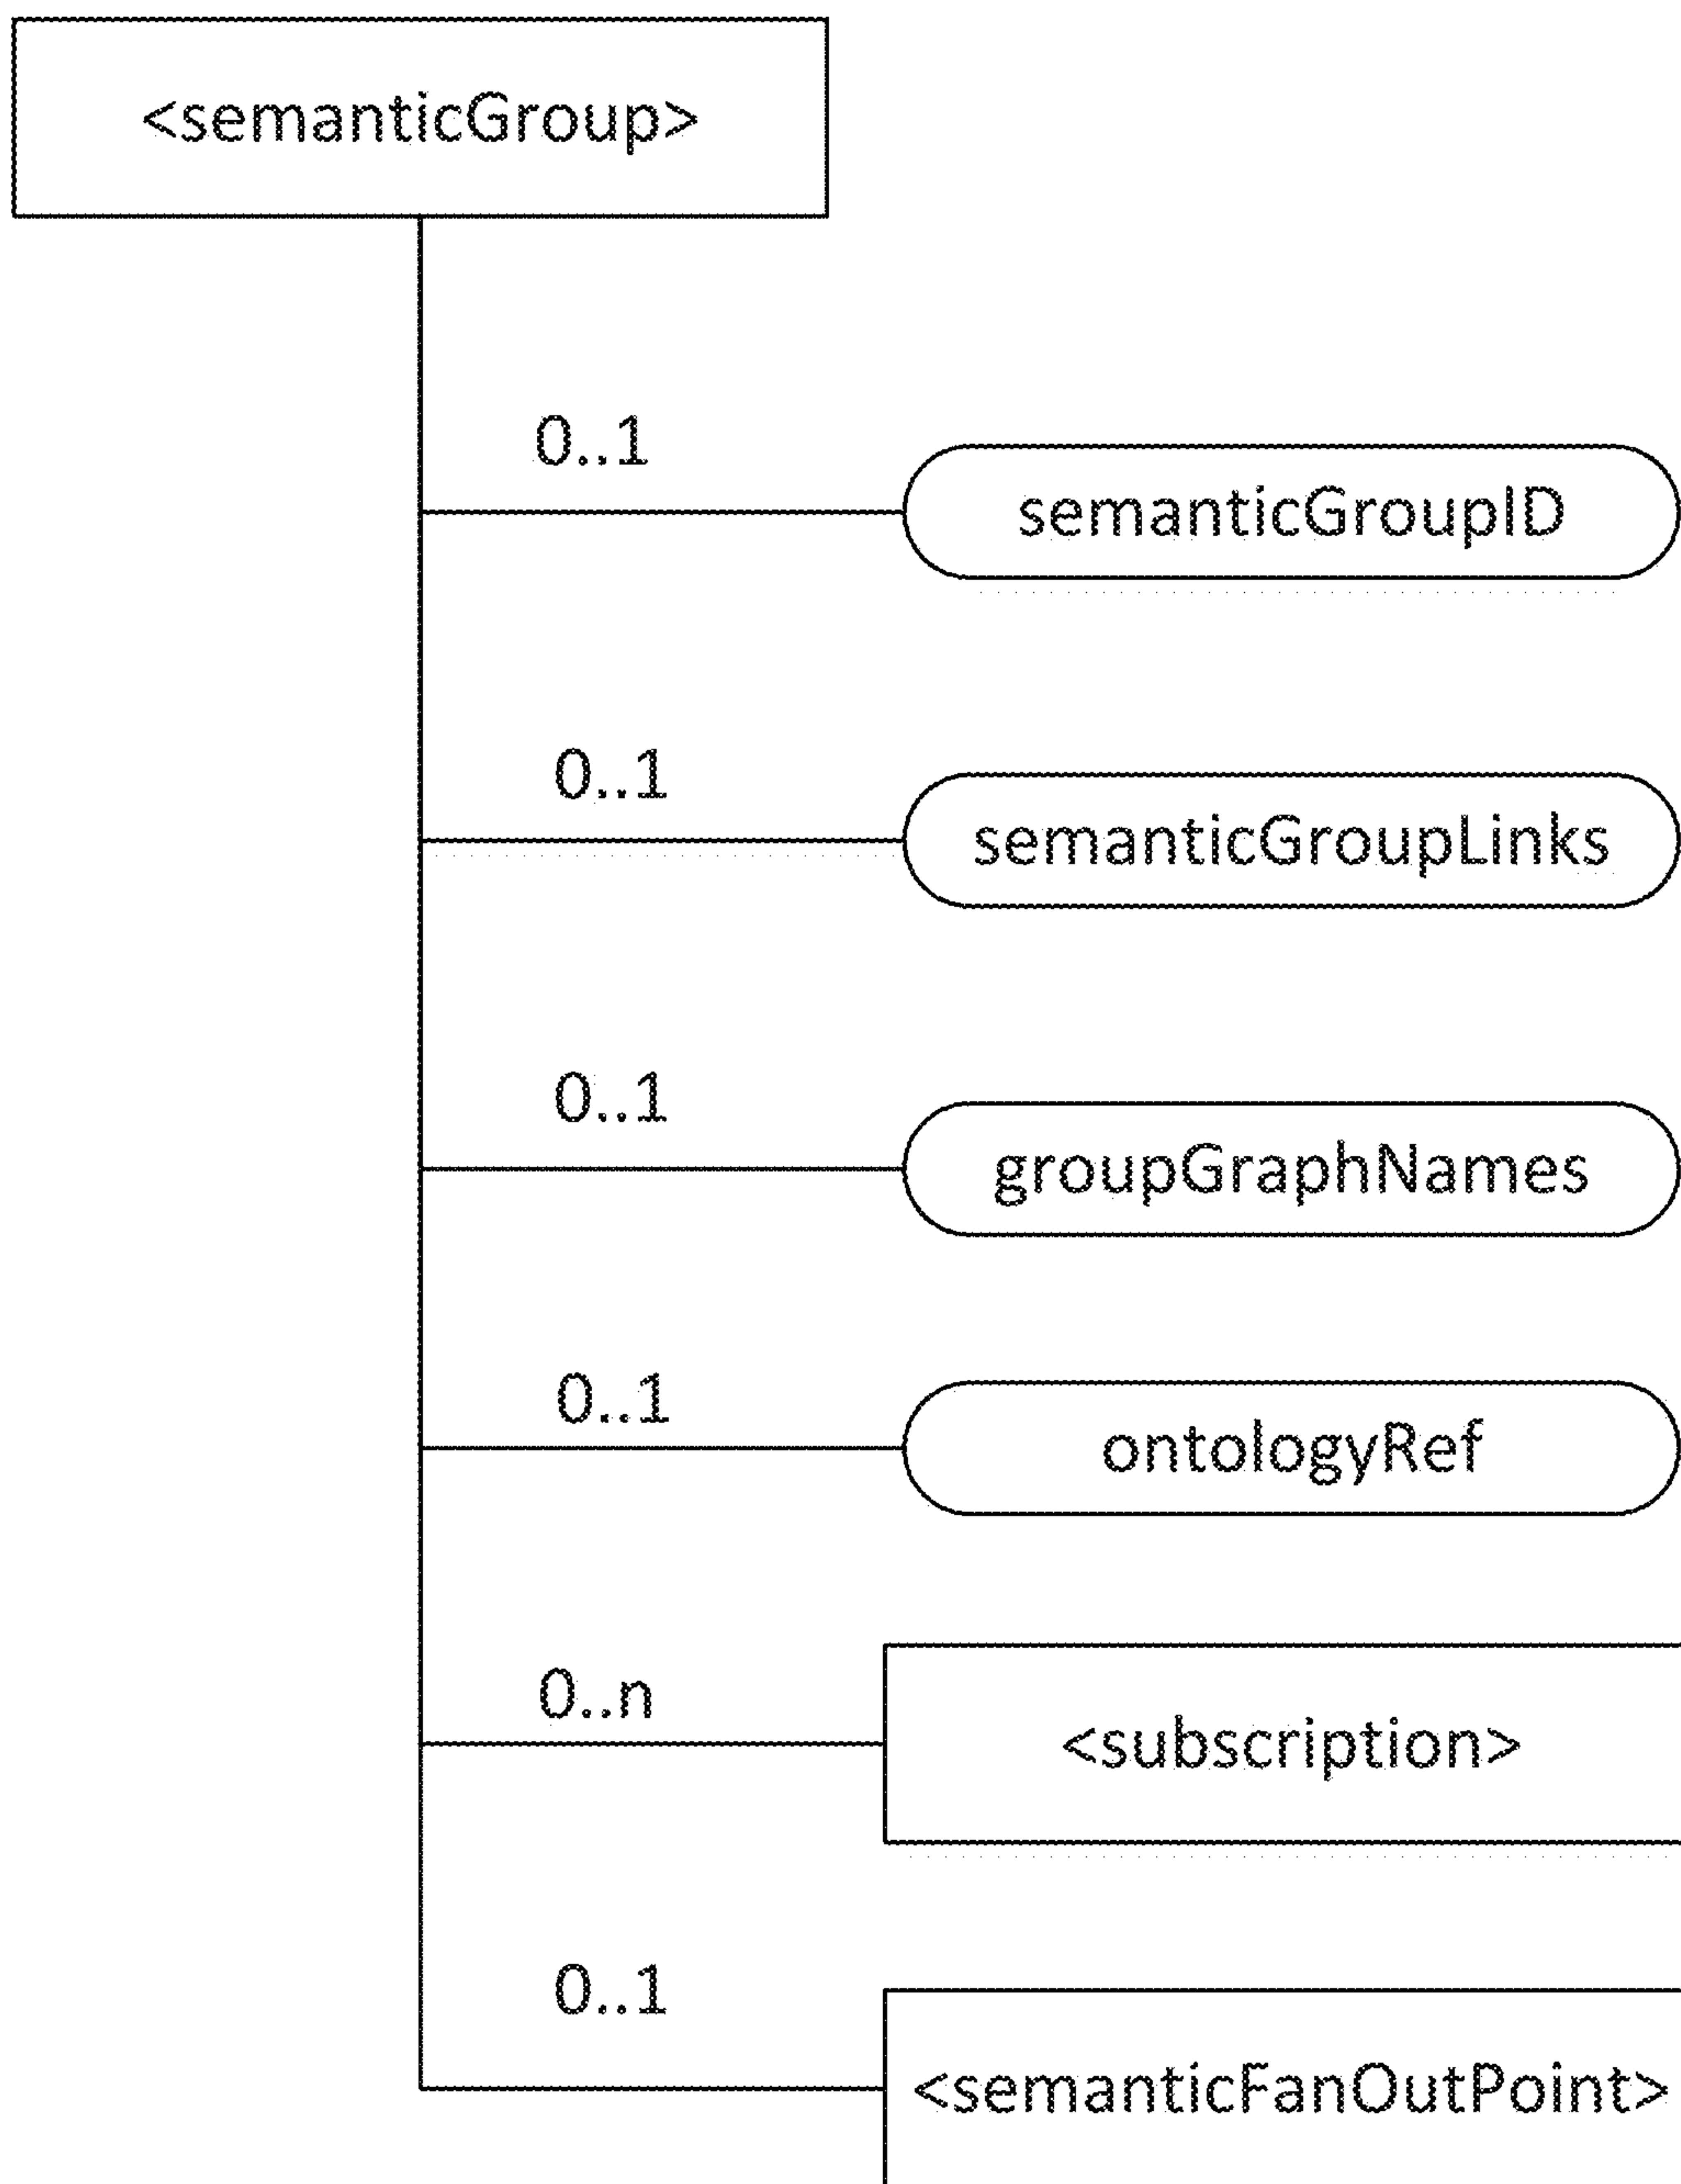 <semanticGroup>
0..1
semanticGroupID
0..1
semanticGroupLinks
0..1
groupGraphNames
0..1
ontologyRef
0..n
<subscription>
0..1
<semanticFanOutPoint>